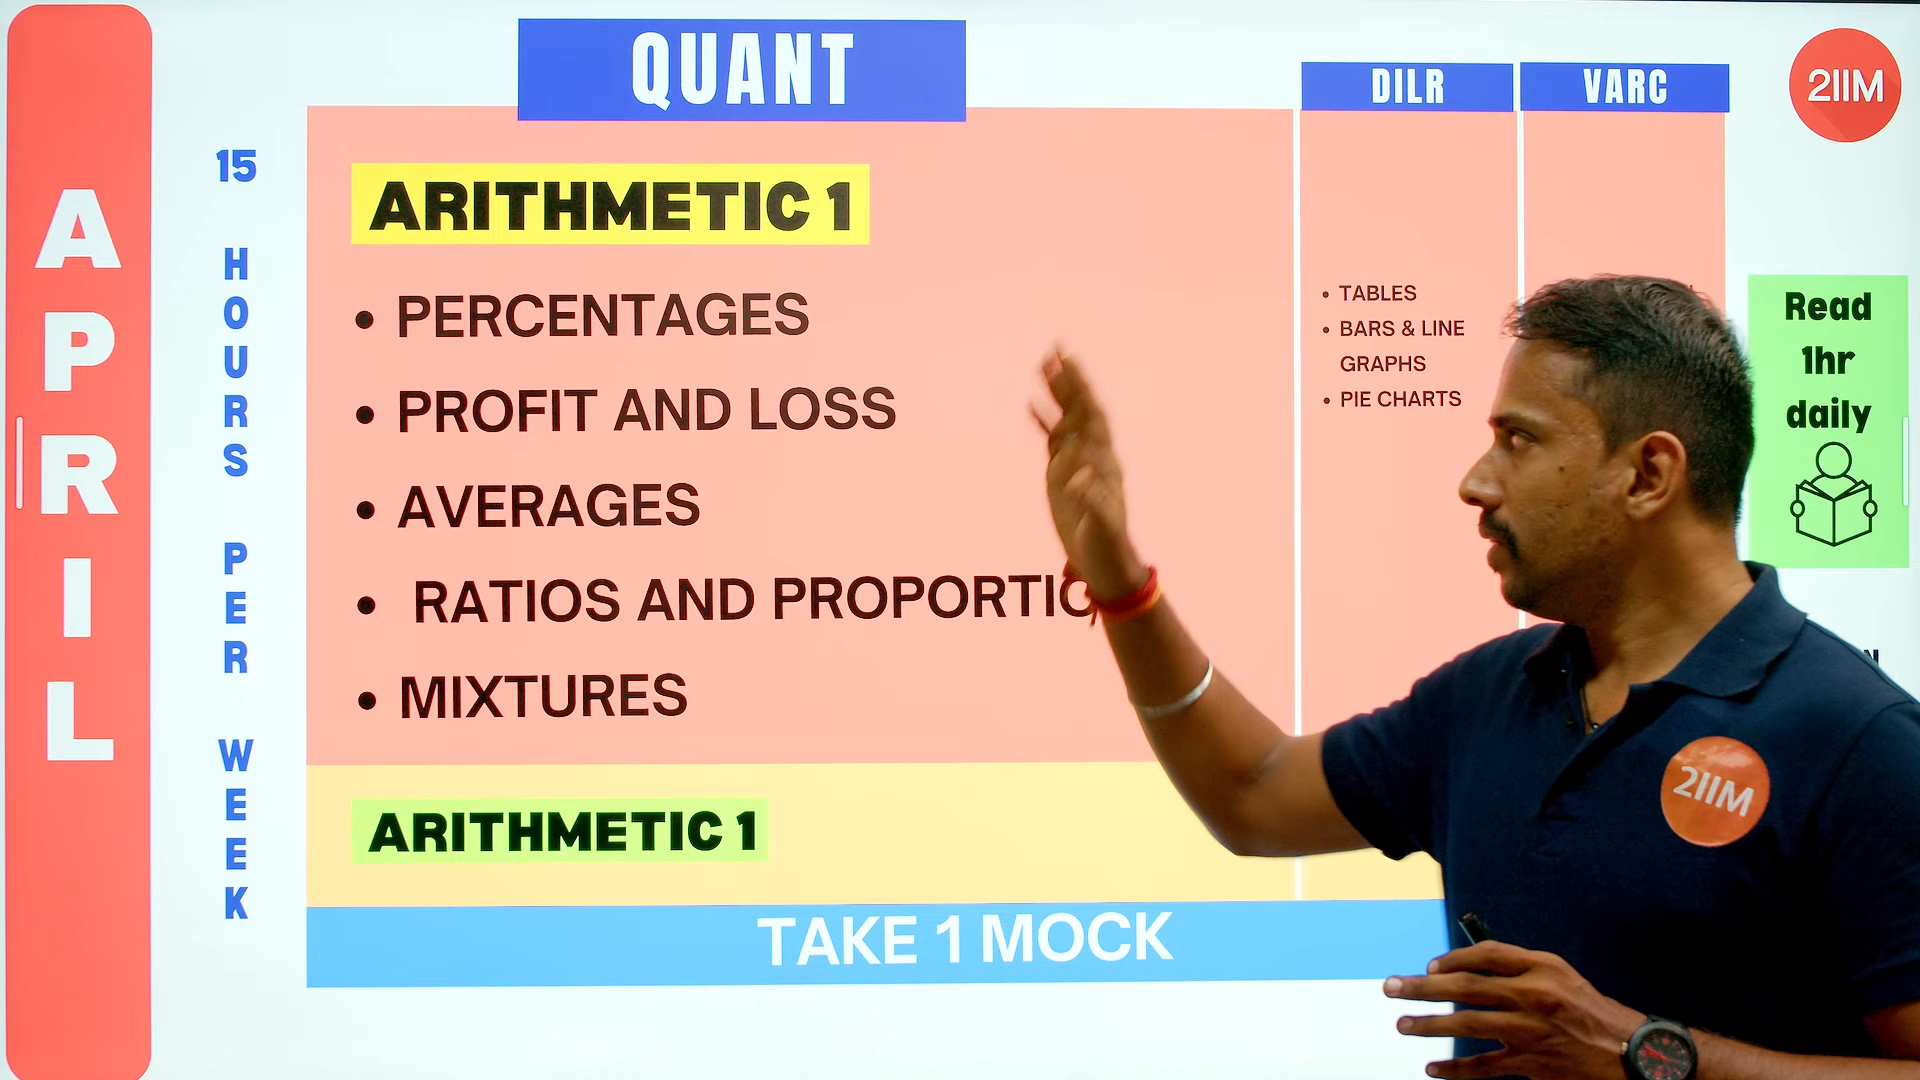 APRIL
15 HOURS PER WEEK
QUANT
ARITHMETIC 1
• PERCENTAGES
• PROFIT AND LOSS
• AVERAGES
• RATIOS AND PROPORTIO
• MIXTURES
ARITHMETIC 1
TAKE 1 MOCK
DILR
• TABLES
• BARS & LINE
GRAPHS
• PIE CHARTS
VARC
2IIM
Read
1hr
daily
2IIM